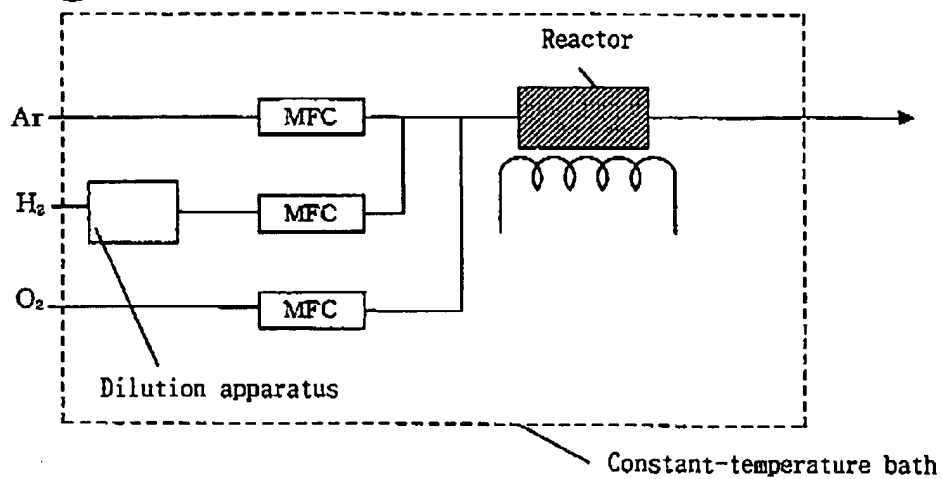 Reactor
Ar
MFC
H₂
MFC
O₂
MFC
Dilution apparatus
Constant-temperature bath